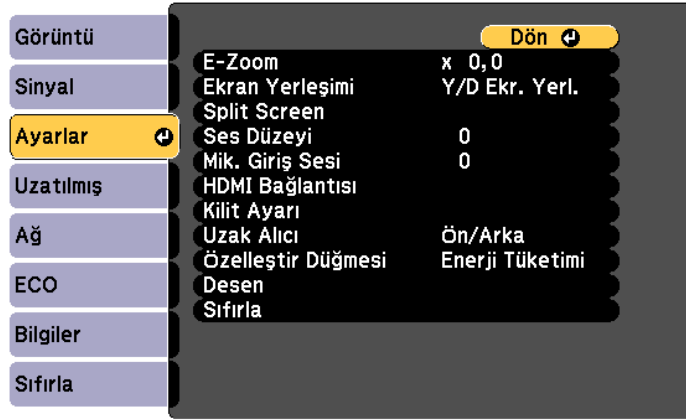 Görüntü
Sinyal
Ayarlar
Uzatılmış
Ağ
ECO
Bilgiler
Sıfırla
Dön
E-Zoom x 0,0
Ekran Yerleşimi Y/D Ekr. Yerl.
Split Screen
Ses Düzeyi 0
Mik. Giriş Sesi 0
HDMI Bağlantısı
Kilit Ayarı
Uzak Alıcı Ön/Arka
Özelleştir Düğmesi Enerji Tüketimi
Desen
Sıfırla